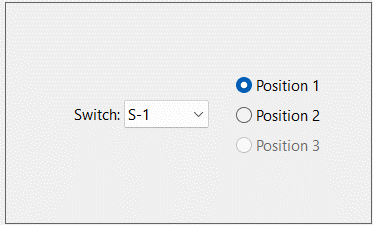 Position 1
Switch: S-1
Position 2
Position 3